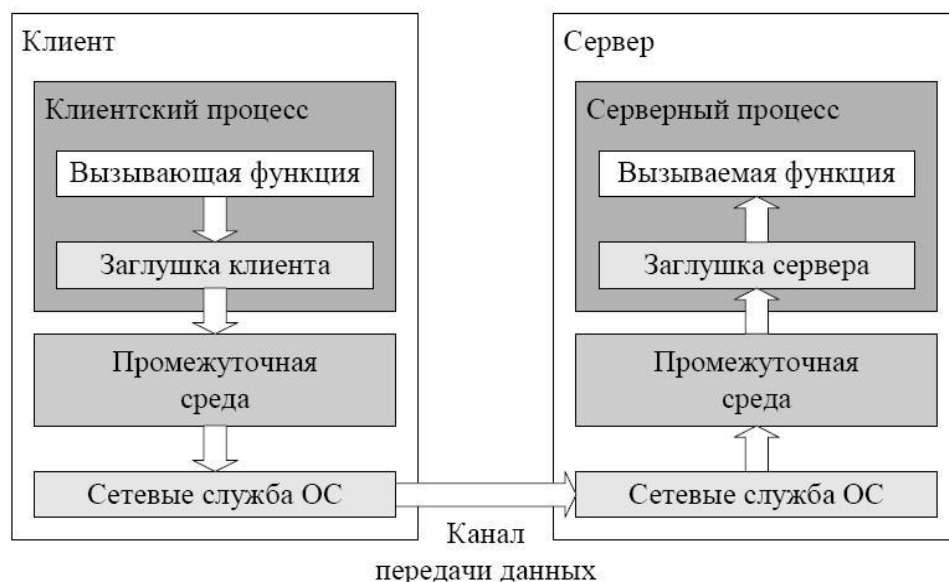 Клиент
Клиентский процесс
Вызывающая функция
Заглушка клиента
Промежуточная
среда
Сетевые служба ОС
Сервер
Серверный процесс
Вызываемая функция
Заглушка сервера
Промежуточная
среда
Сетевые служба ОС
Канал
передачи данных